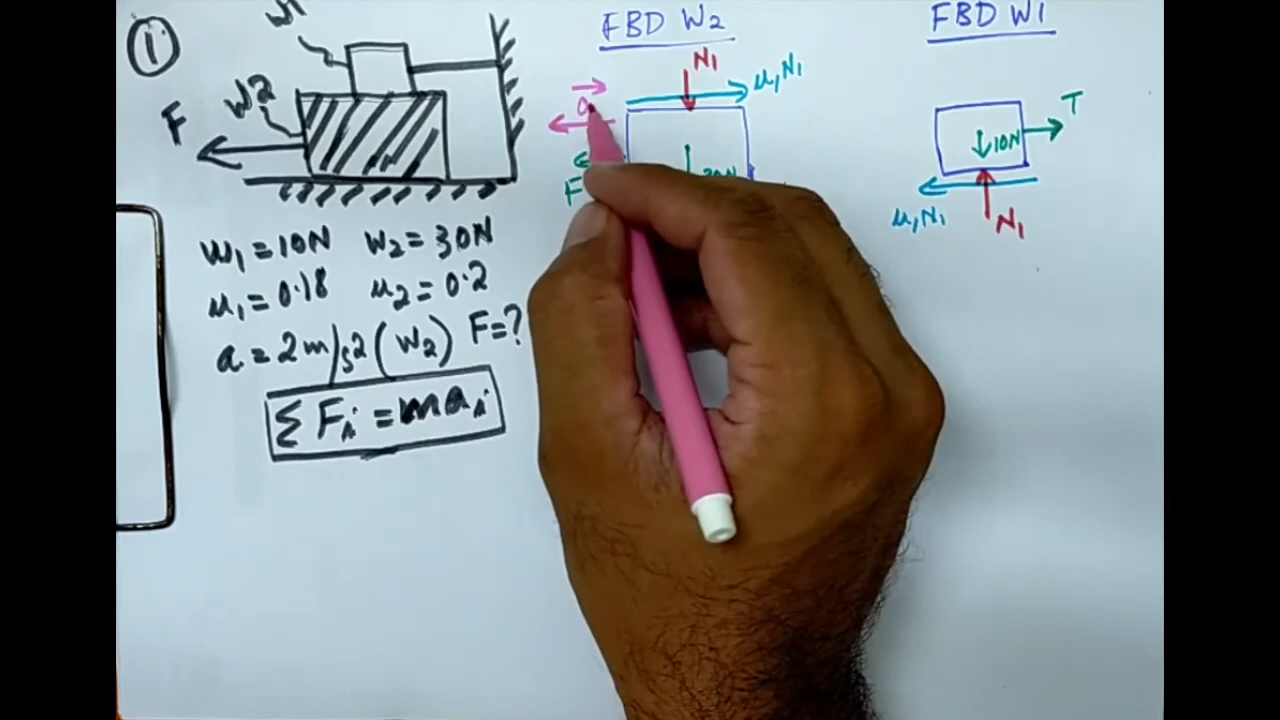 ①
W1
W2
F
W1 = 10N W2 = 30N
μ1 = 0.18 μ2 = 0.2
a = 2m/s2 (W2) F=?
Σ Fi = mai
FBD W2
N1
μ1N1
a
F
FBD W1
T
10N
μ1N1
N1